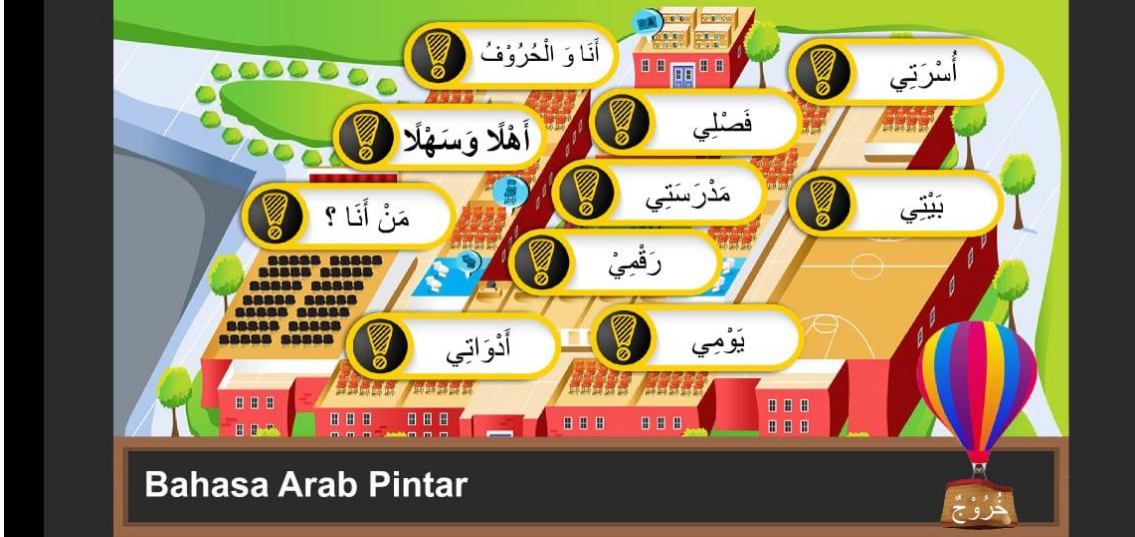 أَنَا وَ الْحُرُوْفُ
أُسْرَتِي
فَصْلِي
أَهْلًا وَسَهْلًا
مَدْرَسَتِي
بَيْتِي
مَنْ أَنَا ؟
رَقْمِيْ
أَدْوَاتِي
يَوْمِي
Bahasa Arab Pintar
خُرُوْجٌ